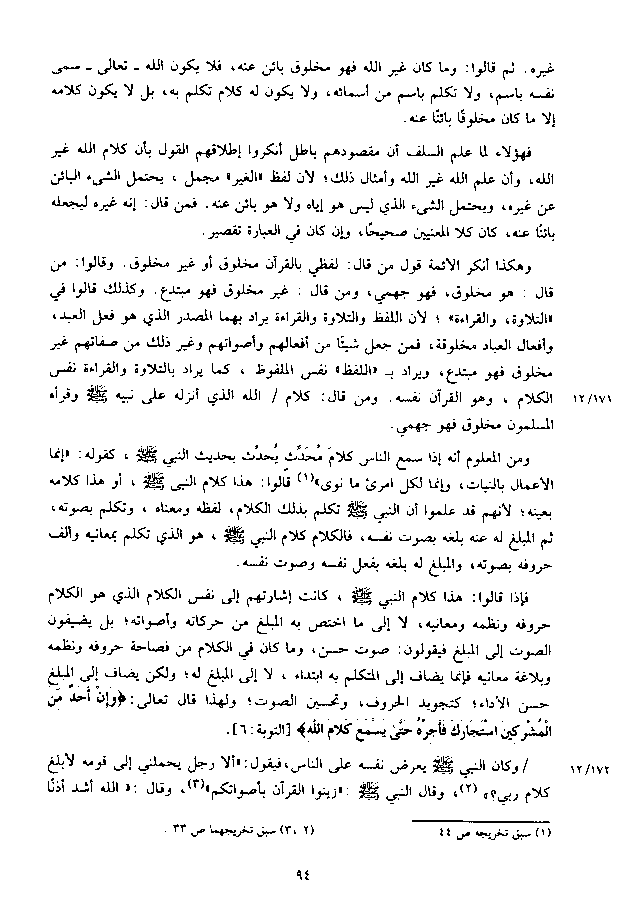 غيره. ثم قالوا: وما كان غير الله فهو مخلوق بائن عنه، فلا يكون الله ـ تعالى ـ سمى
نفسه باسم، ولا تكلم باسم من أسمائه، ولا يكون له كلام تكلم به، بل لا يكون كلامه
إلا ما كان مخلوقًا بائنًا عنه.
فهؤلاء لما علم السلف أن مقصودهم باطل أنكروا إطلاقهم القول بأن كلام الله غير
الله، وأن علم الله غير الله وأمثال ذلك؛ لأن لفظ «الغير» مجمل ، يحتمل الشىء البائن
عن غيره، ويحتمل الشىء الذي ليس هو إياه ولا هو بائن عنه. فمن قال: إنه غيره ليجعله
بائنًا عنه، كان كلا المعنيين صحيحًا، وإن كان في العبارة تقصير.
وهكذا أنكر الأئمة قول من قال: لفظي بالقرآن مخلوق أو غير مخلوق. وقالوا: من
قال : هو مخلوق، فهو جهمي، ومن قال : غير مخلوق فهو مبتدع. وكذلك قالوا في
«التلاوة، والقراءة» ؛ لأن اللفظ والتلاوة والقراءة يراد بهما المصدر الذي هو فعل العبد،
وأفعال العباد مخلوقة، فمن جعل شيئًا من أفعالهم وأصواتهم وغير ذلك من صفاتهم غير
مخلوق فهو مبتدع، ويراد بـ «اللفظ» نفس الملفوظ ، كما يراد بالتلاوة والقراءة نفس
الكلام ، وهو القرآن نفسه. ومن قال: كلام / الله الذي أنزله على نبيه ﷺ وقرأه ١٢/١٧١
المسلمون مخلوق فهو جهمي.
ومن المعلوم أنه إذا سمع الناس كلامَ مُحَدِّثٍ يُحدِّث بحديث النبي ﷺ ، كقوله: «إنما
الأعمال بالنيات، وإنما لكل امرئ ما نوى»(١) قالوا: هذا كلام النبى ﷺ ، أو هذا كلامه
بعينه؛ لأنهم قد علموا أن النبي ﷺ تكلم بذلك الكلام، لفظه ومعناه ، وتكلم بصوته،
ثم المبلغ له عنه بلغه بصوت نفسه، فالكلام كلام النبي ﷺ ، هو الذي تكلم بمعانيه وألف
حروفه بصوته، والمبلغ له بلغه بفعل نفسه وصوت نفسه.
فإذا قالوا: هذا كلام النبي ﷺ ، كانت إشارتهم إلى نفس الكلام الذي هو الكلام
حروفه ونظمه ومعانيه، لا إلى ما اختص به المبلغ من حركاته وأصواته؛ بل يضيفون
الصوت إلى المبلغ فيقولون: صوت حسن، وما كان في الكلام من فصاحة حروفه ونظمه
وبلاغة معانيه فإنما يضاف إلى المتكلم به ابتداء ، لا إلى المبلغ له؛ ولكن يضاف إلى المبلغ
حسن الأداء؛ كتجويد الحروف، وتحسين الصوت؛ ولهذا قال تعالى: ﴿وَإِنْ أَحَدٌ مِّنَ
الْمُشْرِكِينَ اسْتَجَارَكَ فَأَجِرْهُ حَتَّىٰ يَسْمَعَ كَلَامَ اللَّهِ﴾ [التوبة: ٦].
/ وكان النبي ﷺ يعرض نفسه على الناس،فيقول: «ألا رجل يحملني إلى قومه لأبلغ ١٢/١٧٢
كلام ربي؟» (٢)، وقال النبي ﷺ :«زينوا القرآن بأصواتكم»(٣)، وقال :« الله أشد أذنًا
(١) سبق تخريجه ص ٤٤ (٢ ،٣) سبق تخريجهما ص ٣٣ .
٩٤